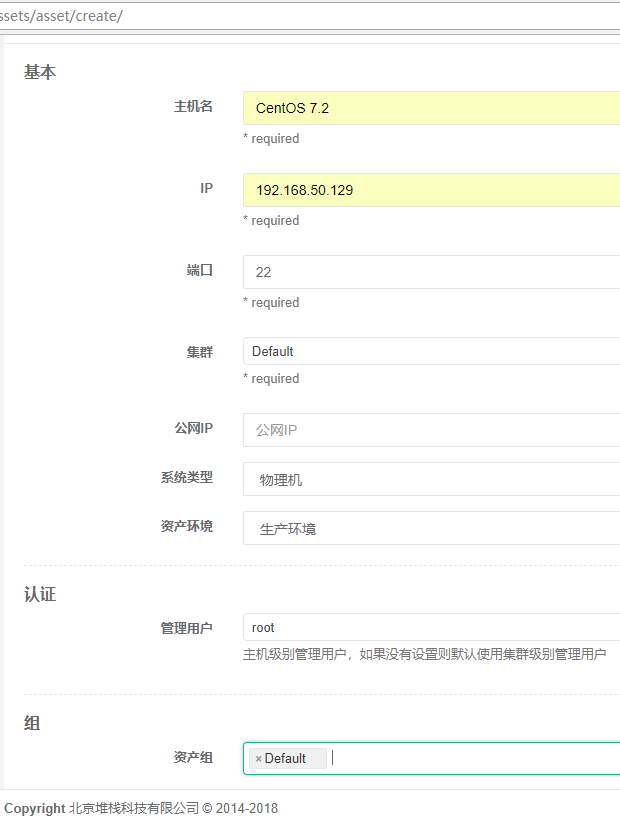 ssets/asset/create/
基本
主机名 CentOS 7.2
* required
IP 192.168.50.129
* required
端口 22
* required
集群 Default
* required
公网IP 公网IP
系统类型 物理机
资产环境 生产环境
认证
管理用户 root
主机级别管理用户，如果没有设置则默认使用集群级别管理用户
组
资产组 × Default
Copyright 北京堆栈科技有限公司 © 2014-2018